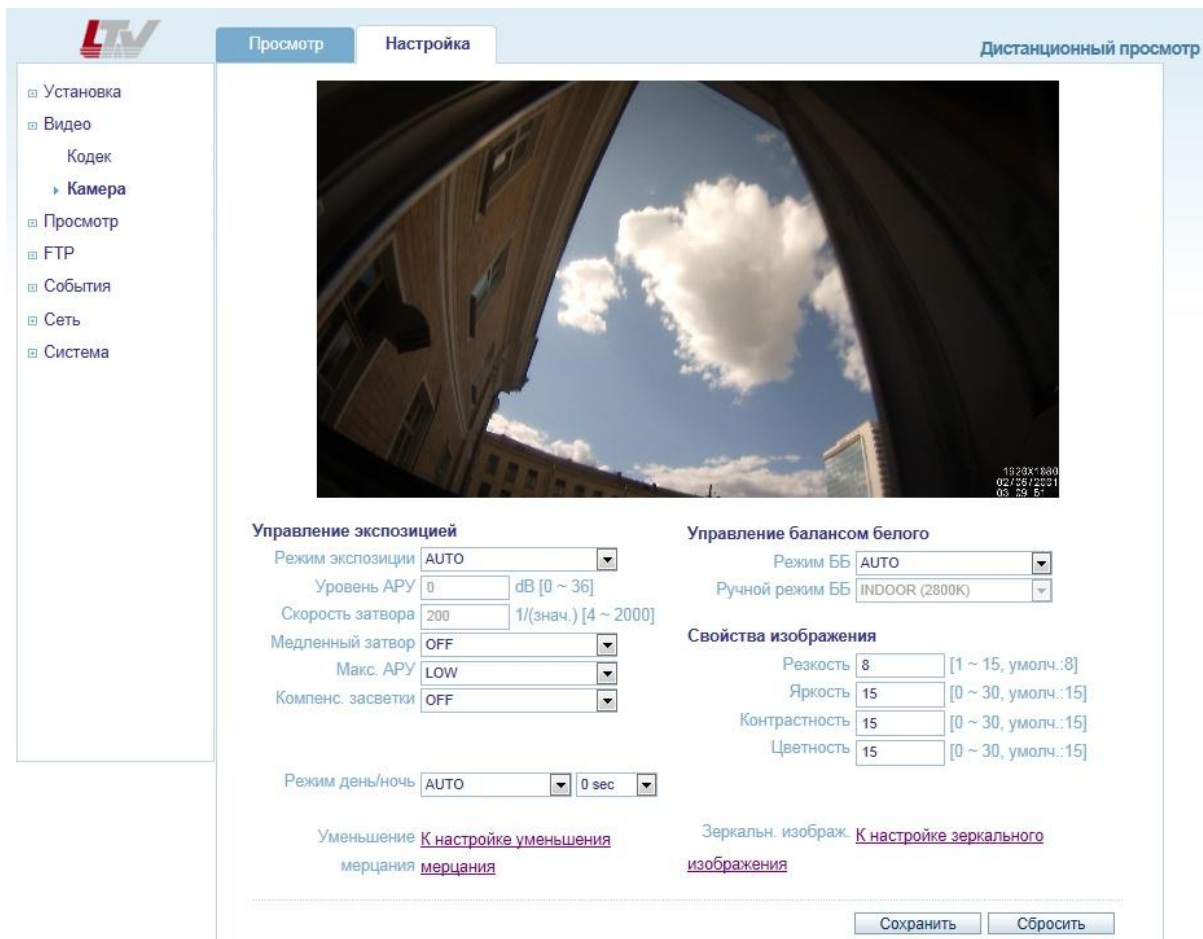 LTV
Просмотр
Настройка
Дистанционный просмотр
Установка
Видео
Кодек
Камера
Просмотр
FTP
События
Сеть
Система
Управление экспозицией
Режим экспозиции AUTO
Уровень АРУ 0 dB [0 ~ 36]
Скорость затвора 200 1/(знач.) [4 ~ 2000]
Медленный затвор OFF
Макс. АРУ LOW
Компенс. засветки OFF
Режим день/ночь AUTO 0 sec
Уменьшение К настройке уменьшения
мерцания мерцания
Управление балансом белого
Режим ББ AUTO
Ручной режим ББ INDOOR (2800K)
Свойства изображения
Резкость 8 [1 ~ 15, умолч.:8]
Яркость 15 [0 ~ 30, умолч.:15]
Контрастность 15 [0 ~ 30, умолч.:15]
Цветность 15 [0 ~ 30, умолч.:15]
Зеркальн. изображ. К настройке зеркального
изображения
Сохранить
Сбросить